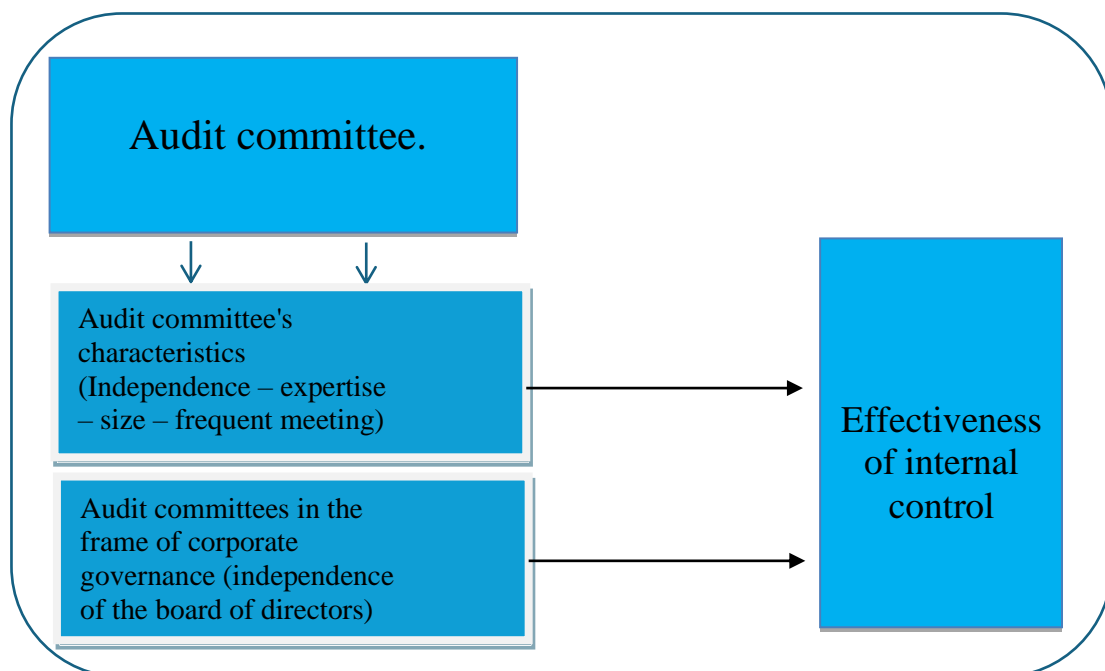 Audit committee.
Audit committee's
characteristics
(Independence – expertise
– size – frequent meeting)
Audit committees in the
frame of corporate
governance (independence
of the board of directors)
Effectiveness
of internal
control